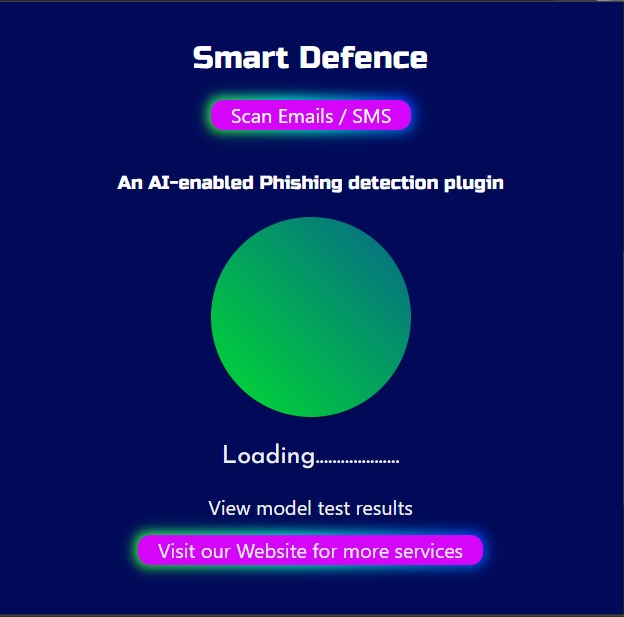 Smart Defence
Scan Emails / SMS
An AI-enabled Phishing detection plugin
Loading....................
View model test results
Visit our Website for more services